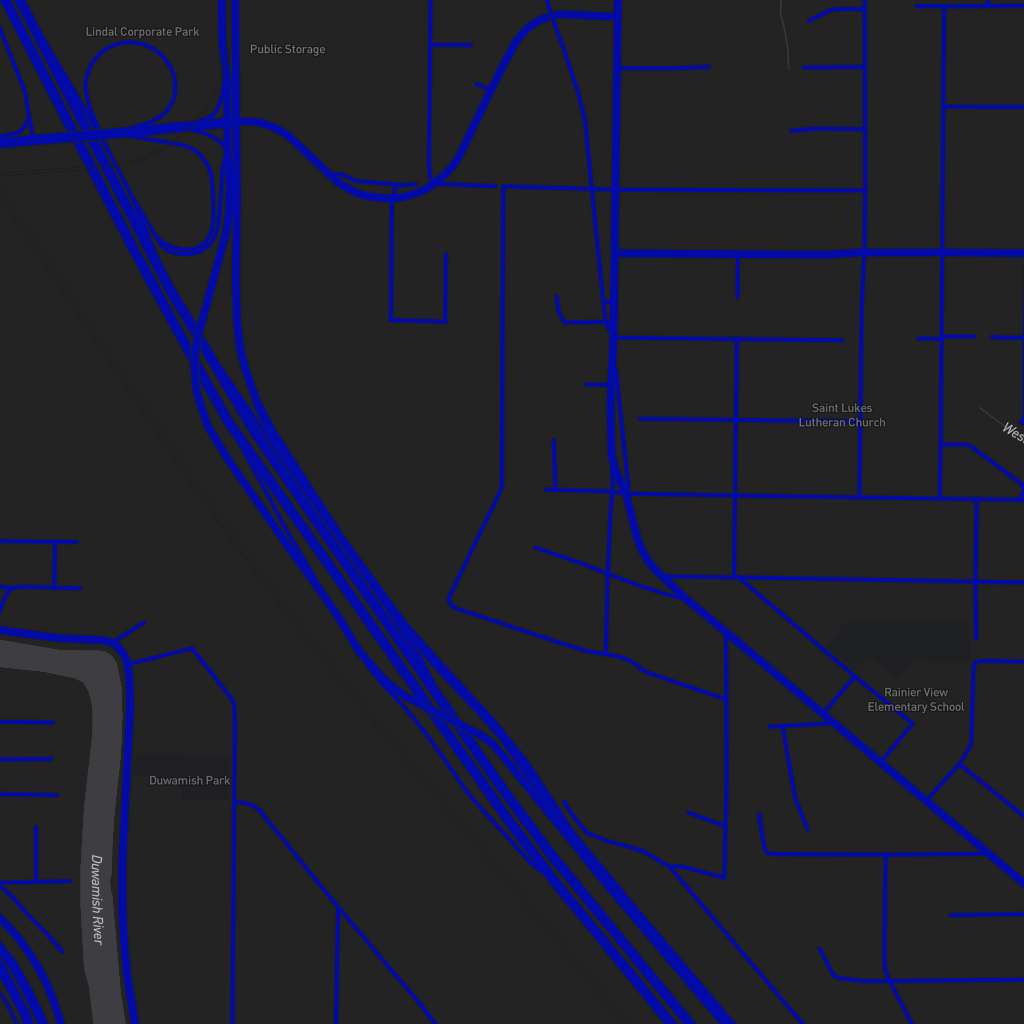 Lindal Corporate Park
Public Storage
Saint Lukes
Lutheran Church
Rainier View
Elementary School
Duwamish Park
Duwamish River